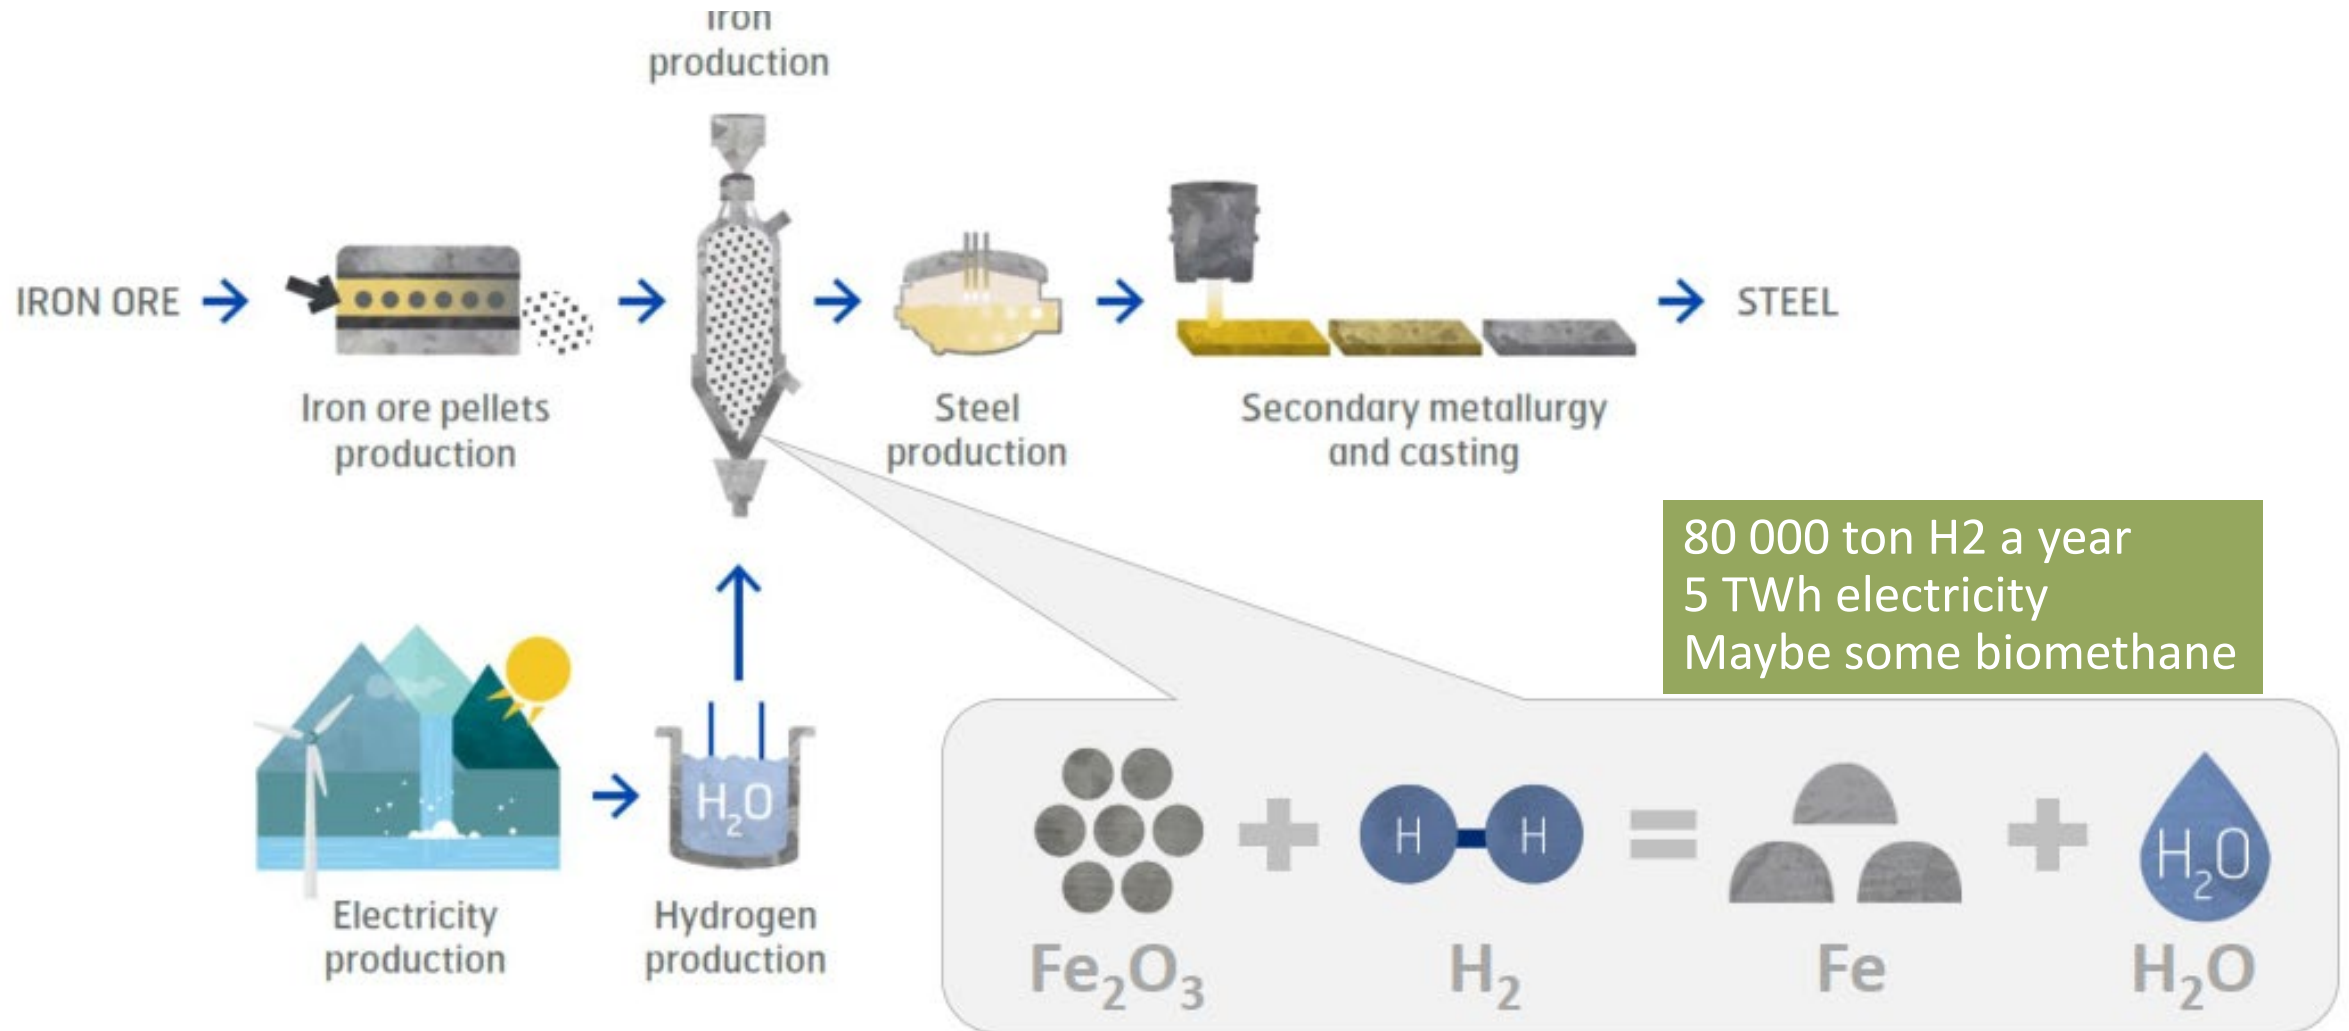 Iron
production
IRON ORE
STEEL
Iron ore pellets
production
Steel
production
Secondary metallurgy
and casting
80 000 ton H2 a year
5 TWh electricity
Maybe some biomethane
H₂O
Electricity
production
Hydrogen
production
H H
H₂O
Fe₂O₃ H₂ Fe H₂O